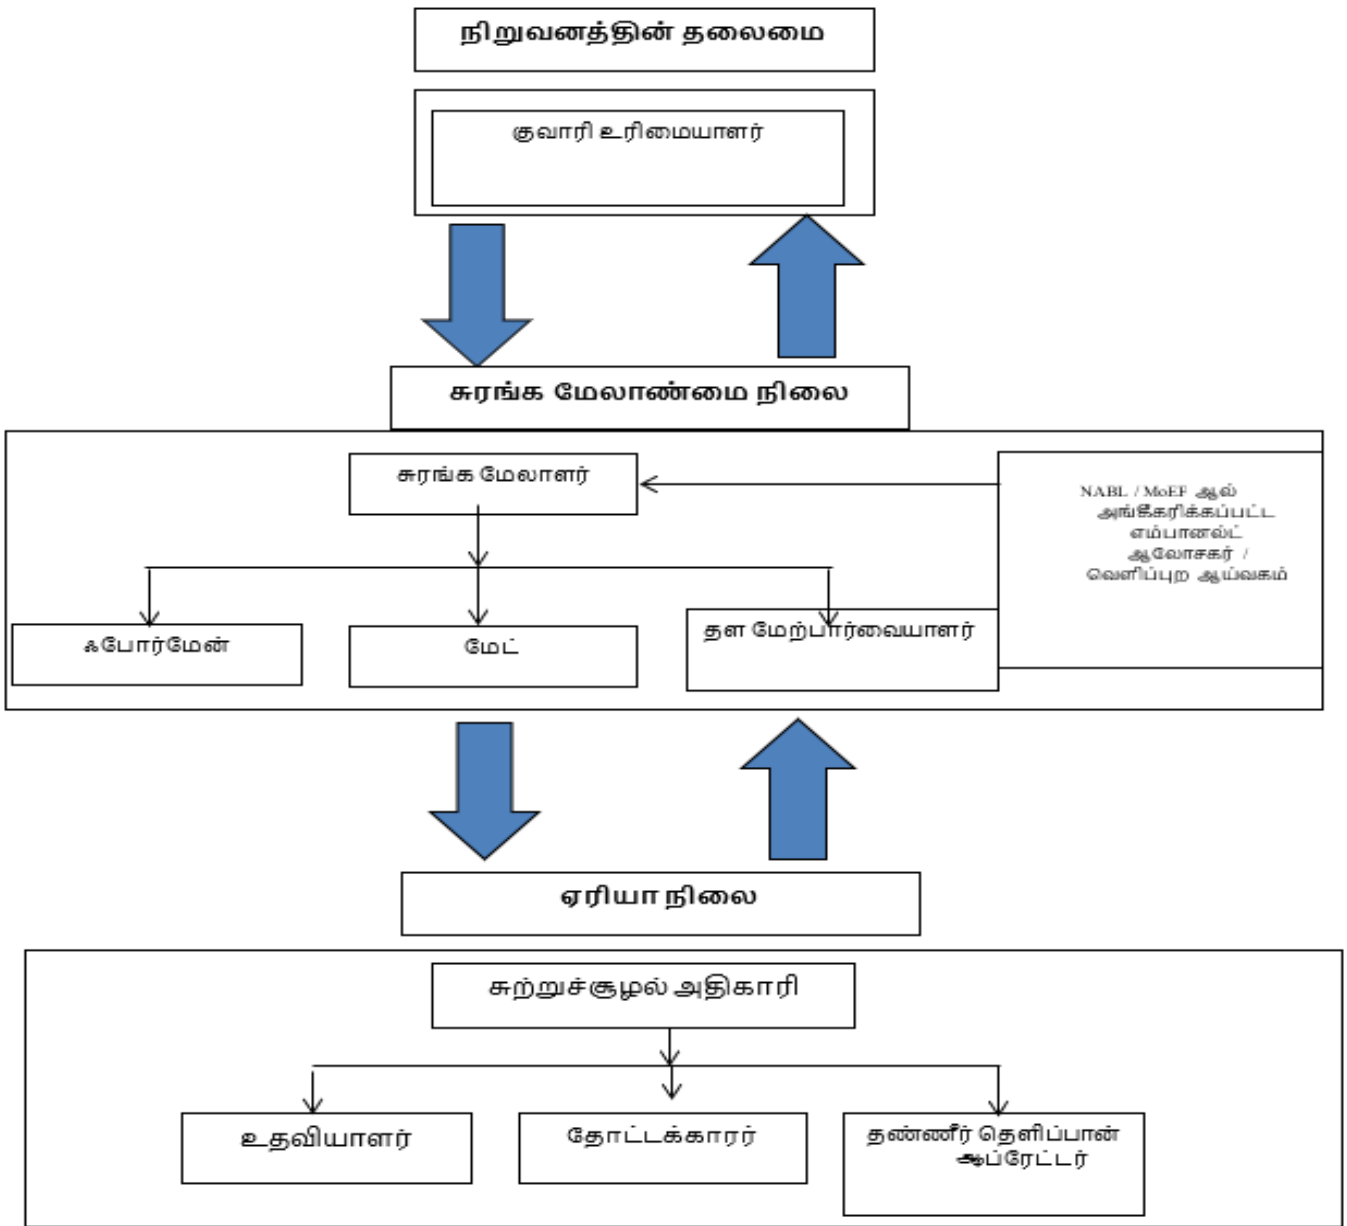 நிறுவனத்தின் தலைமை
குவாரி உரிமையாளர்
சுரங்க மேலாண்மை நிலை
சுரங்க மேலாளர்
NABL / MoEF ஆல்
அங்கீகரிக்கப்பட்ட
எம்பானல்ட்
ஆலோசகர் /
வெளிப்புற ஆய்வகம்
ஃபோர்மேன்
மேட்
தள மேற்பார்வையாளர்
ஏரியா நிலை
சுற்றுச்சூழல் அதிகாரி
உதவியாளர்
தோட்டக்காரர்
தண்ணீர் தெளிப்பான்
ஆப்ரேட்டர்